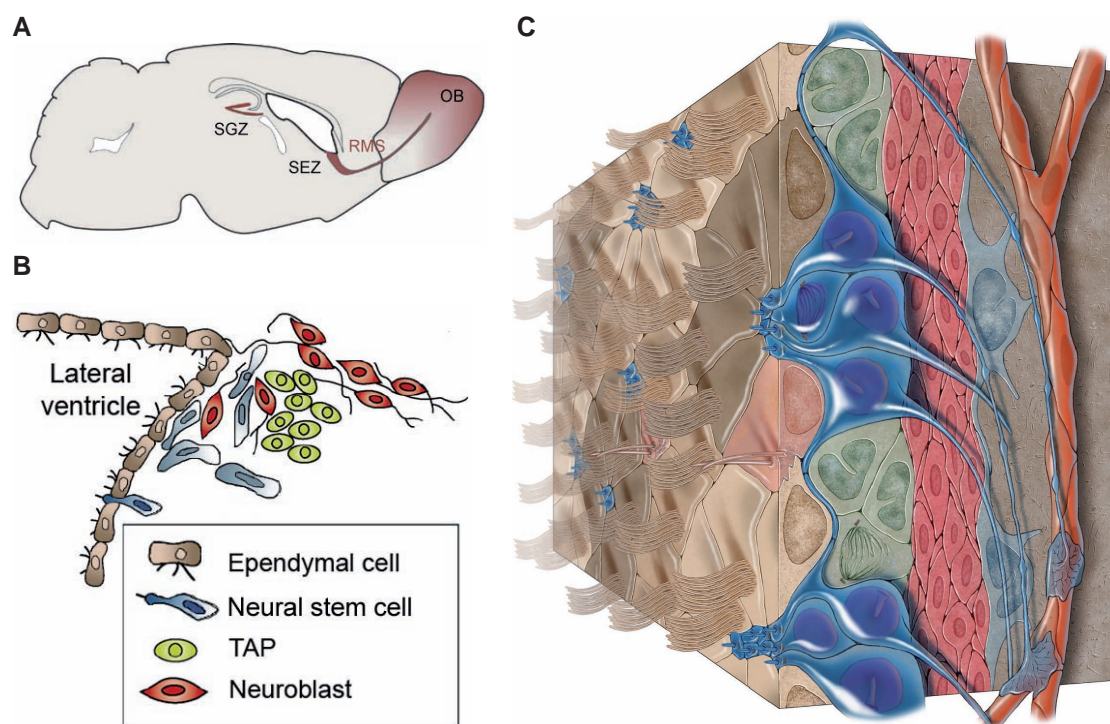 A
OB
SGZ
RMS
SEZ
B
Lateral
ventricle
Ependymal cell
Neural stem cell
TAP
Neuroblast
C